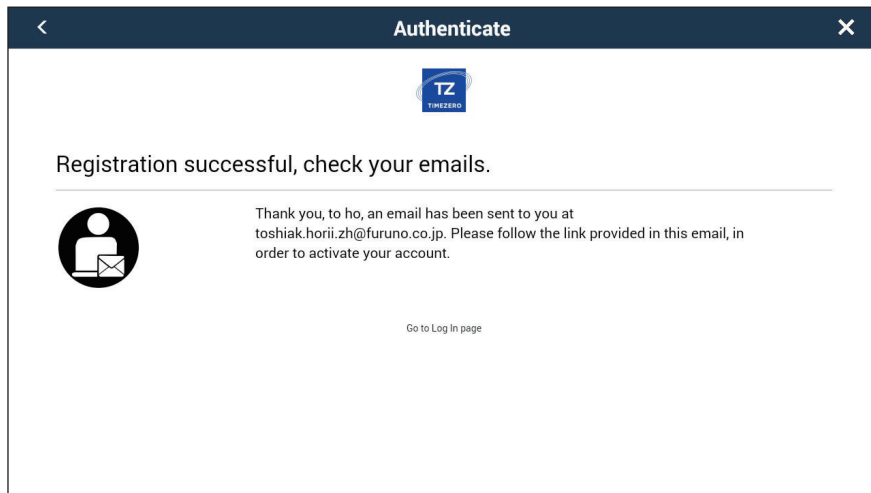 Authenticate
TZ
TIMEZERO
Registration successful, check your emails.
Thank you, to ho, an email has been sent to you at
toshiak.horii.zh@furuno.co.jp. Please follow the link provided in this email, in
order to activate your account.
Go to Log In page